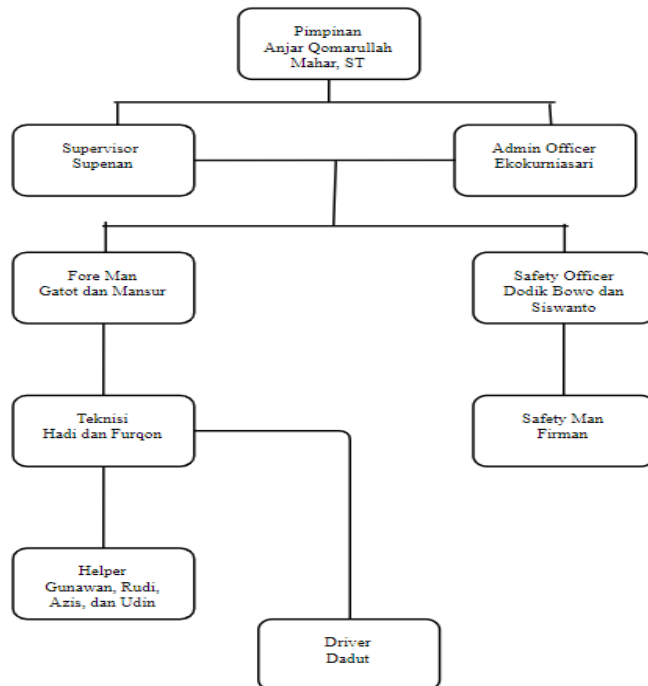 Pimpinan
Anjar Qomarullah
Mahar, ST
Supervisor
Supenan
Admin Officer
Ekokurniasari
Fore Man
Gatot dan Mansur
Safety Officer
Dodik Bowo dan
Siswanto
Teknisi
Hadi dan Furqon
Safety Man
Firman
Helper
Gunawan, Rudi,
Azis, dan Udin
Driver
Dadut